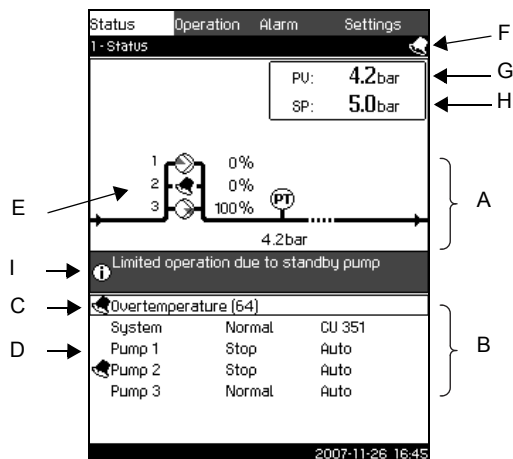 Status Operation Alarm Settings
1 - Status
F
PV: 4.2bar
G
SP: 5.0bar
H
1 0%
2 0%
3 100%
PT
4.2bar
E
A
I
Limited operation due to standby pump
C
Overtemperature (64)
System Normal CU 351
D
Pump 1 Stop Auto
B
Pump 2 Stop Auto
Pump 3 Normal Auto
2007-11-26 16:45